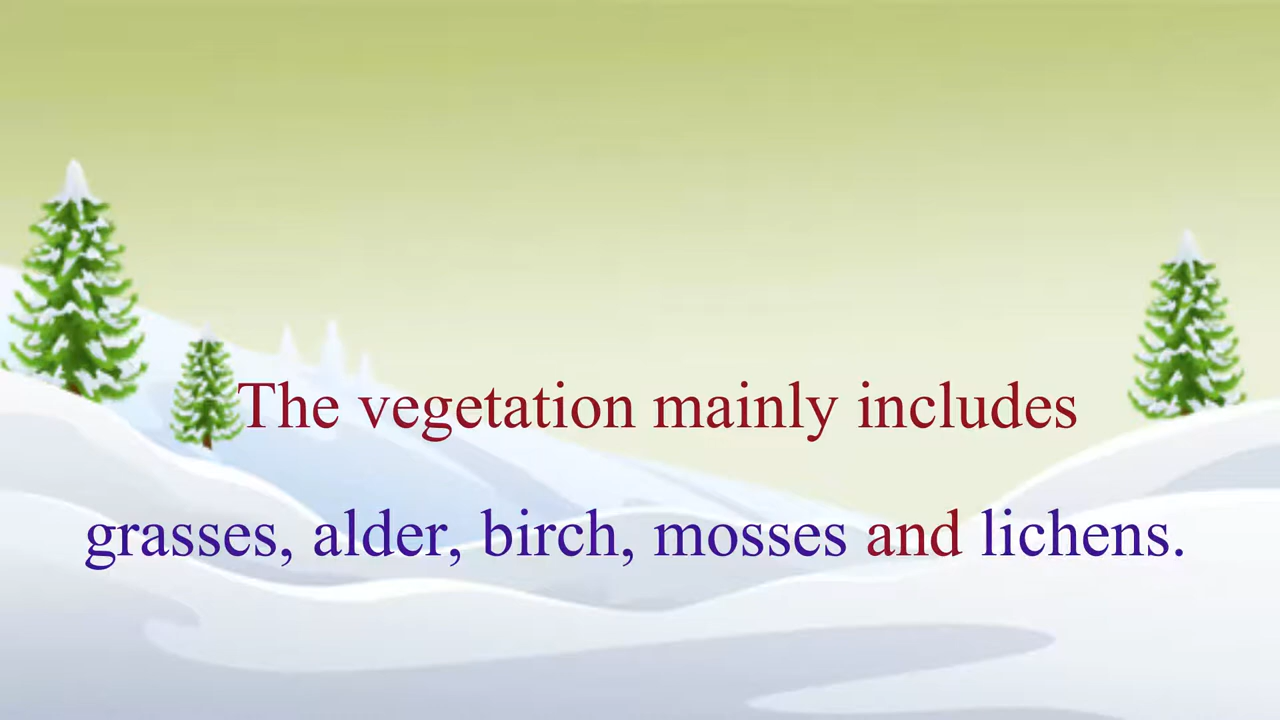 The vegetation mainly includes
grasses, alder, birch, mosses and lichens.